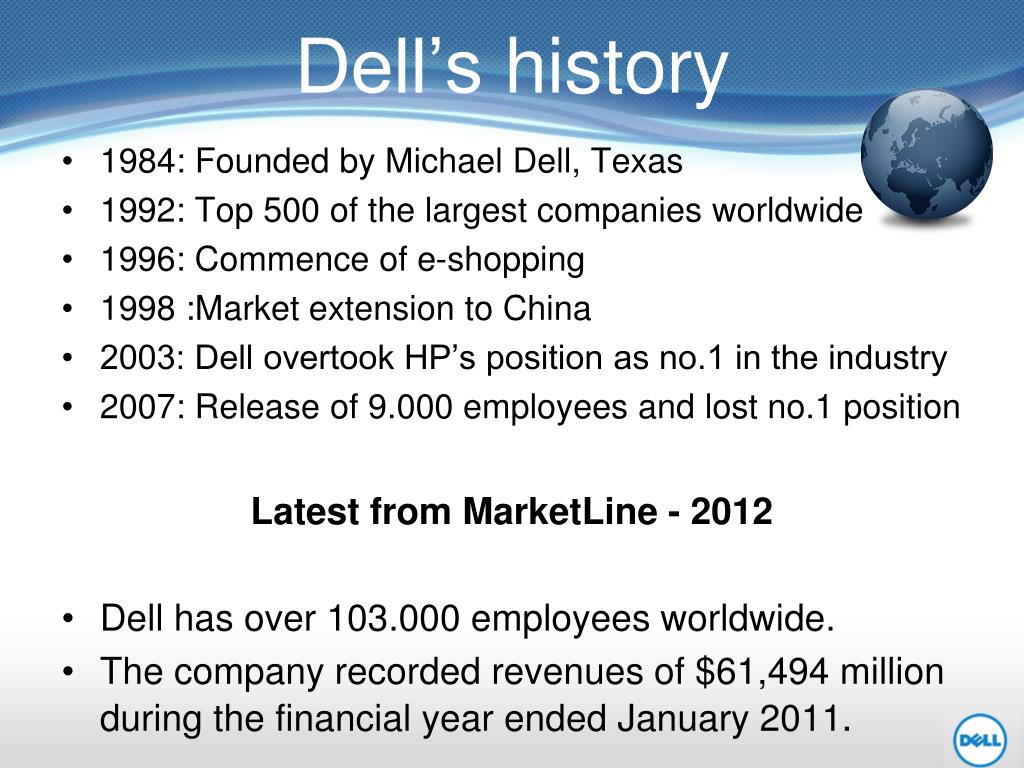 Dell’s history
• 1984: Founded by Michael Dell, Texas
• 1992: Top 500 of the largest companies worldwide
• 1996: Commence of e-shopping
• 1998 :Market extension to China
• 2003: Dell overtook HP’s position as no.1 in the industry
• 2007: Release of 9.000 employees and lost no.1 position
Latest from MarketLine - 2012
• Dell has over 103.000 employees worldwide.
• The company recorded revenues of $61,494 million
during the financial year ended January 2011.
DELL